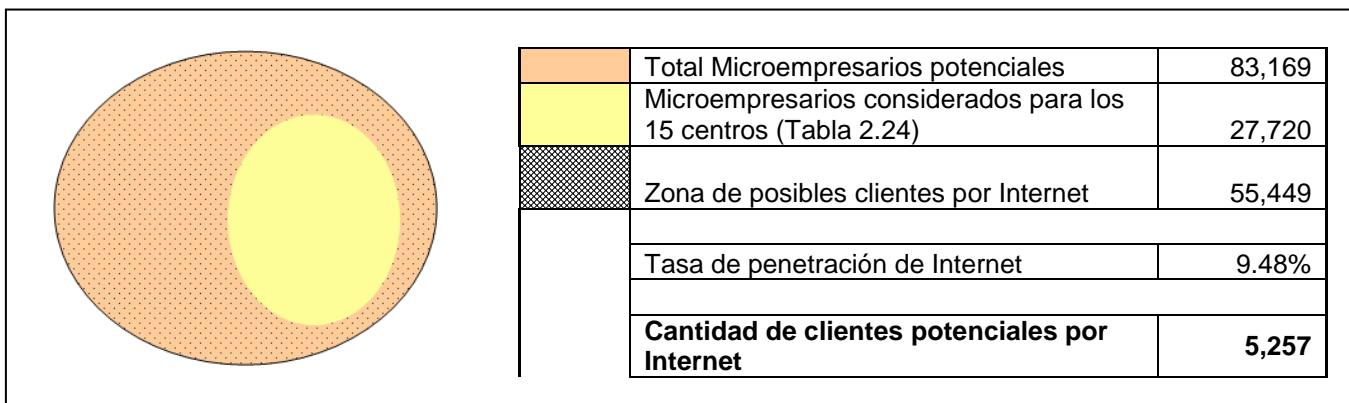 Total Microempresarios potenciales 83,169
Microempresarios considerados para los
15 centros (Tabla 2.24) 27,720
Zona de posibles clientes por Internet 55,449
Tasa de penetración de Internet 9.48%
Cantidad de clientes potenciales por
Internet 5,257